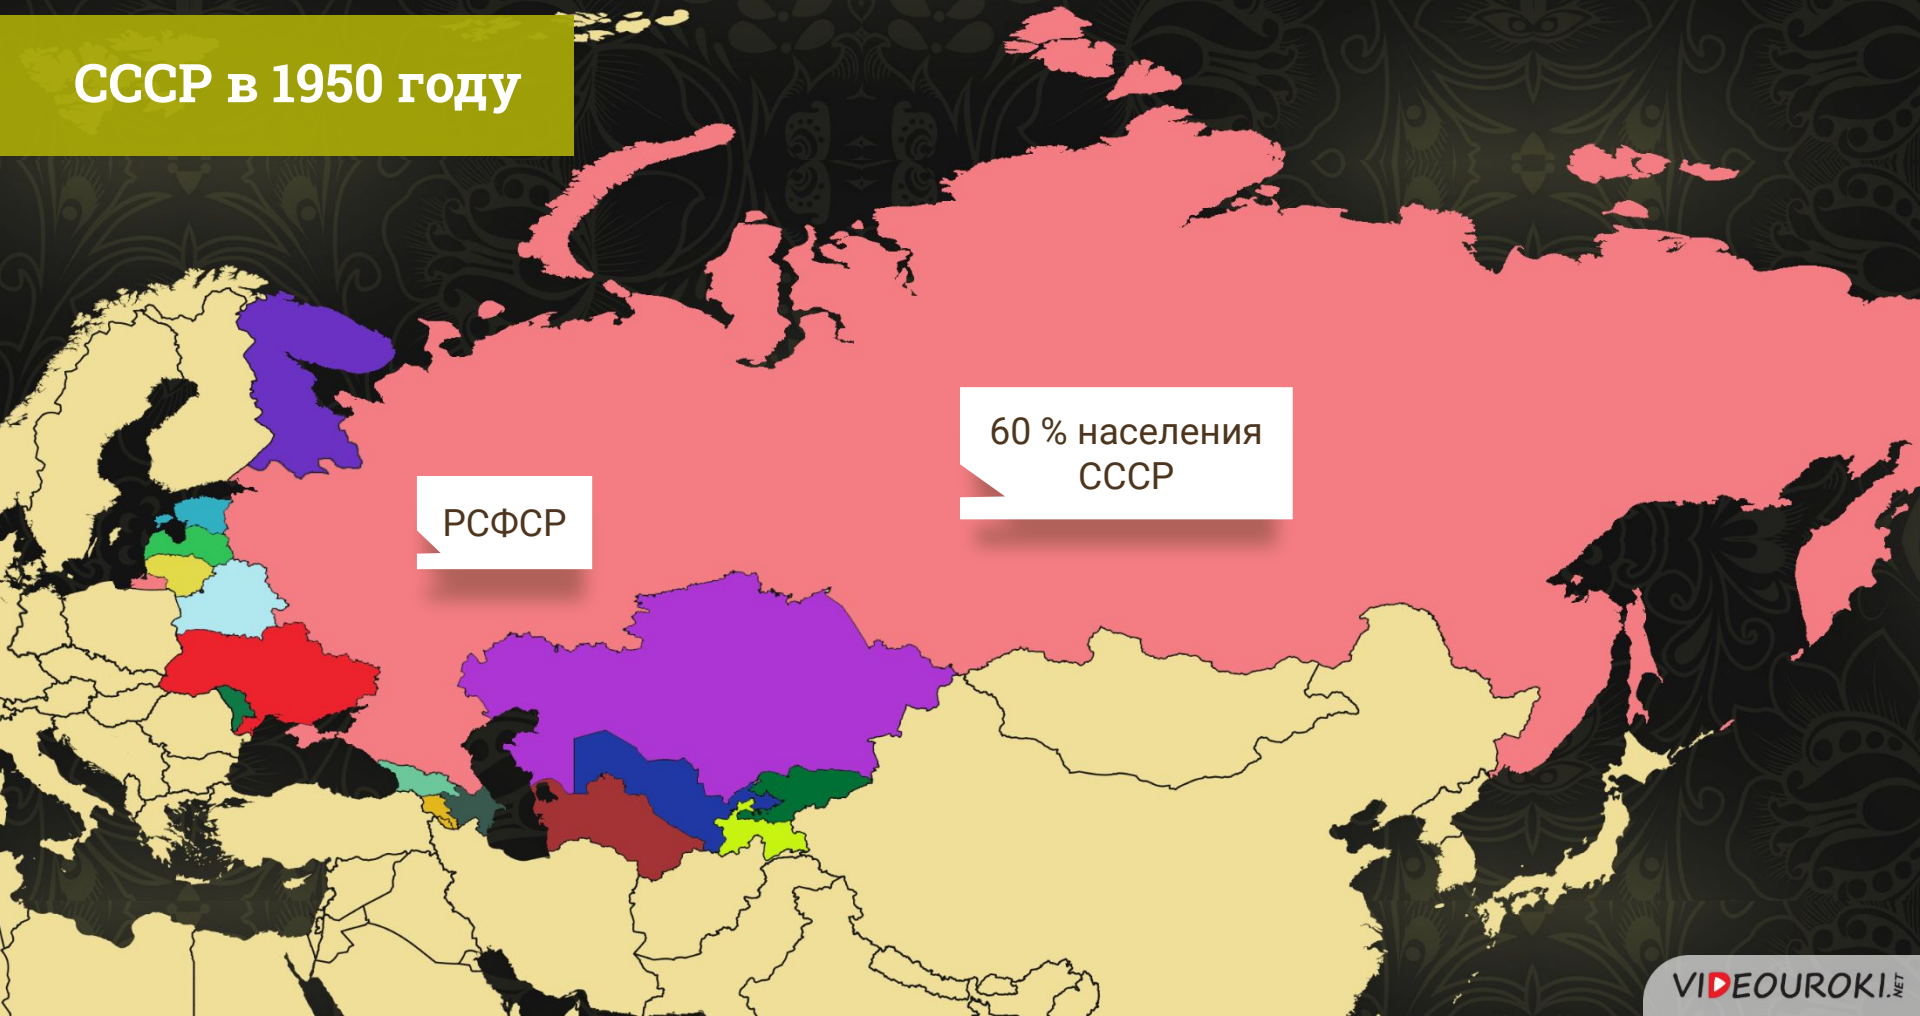 СССР в 1950 году
60 % населения
СССР
РСФСР
VIDEOUROKI.NET